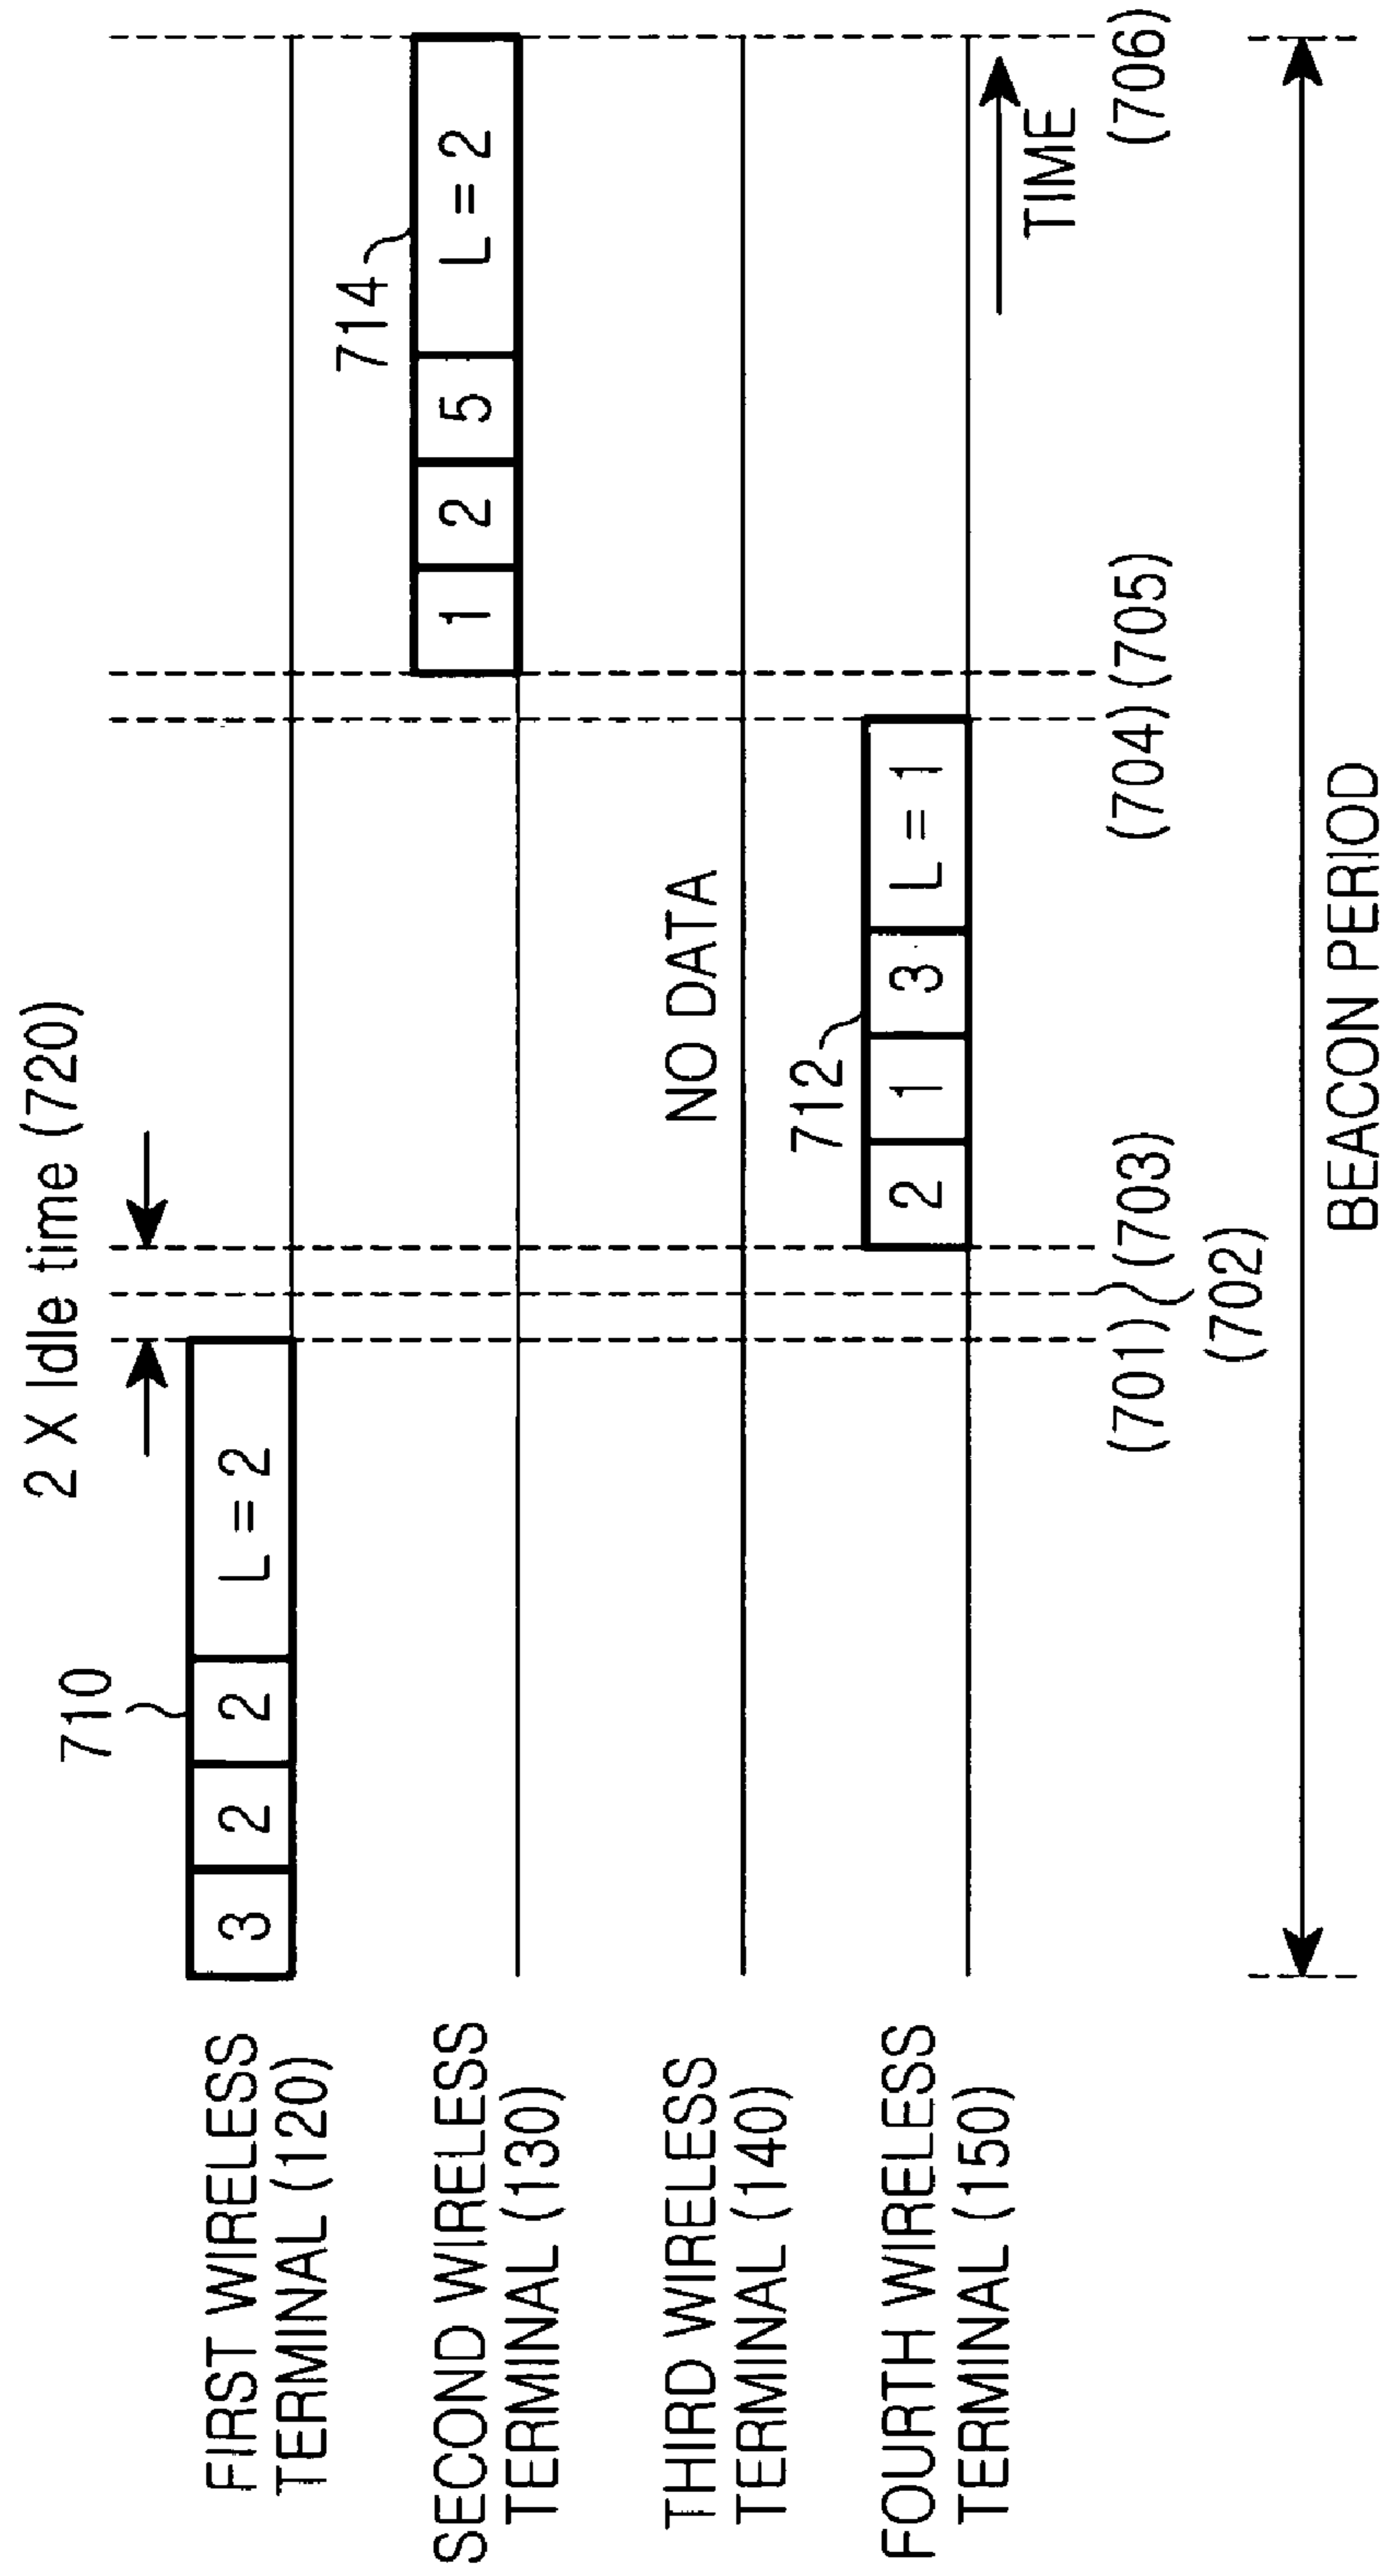 2 X Idle time (720)
710
FIRST WIRELESS
TERMINAL (120)
3 2 2 L = 2
714
SECOND WIRELESS
TERMINAL (130)
1 2 5 L = 2
NO DATA
THIRD WIRELESS
TERMINAL (140)
712
FOURTH WIRELESS
TERMINAL (150)
2 1 3 L = 1
TIME
(701) (703) (704) (705) (706)
(702)
BEACON PERIOD